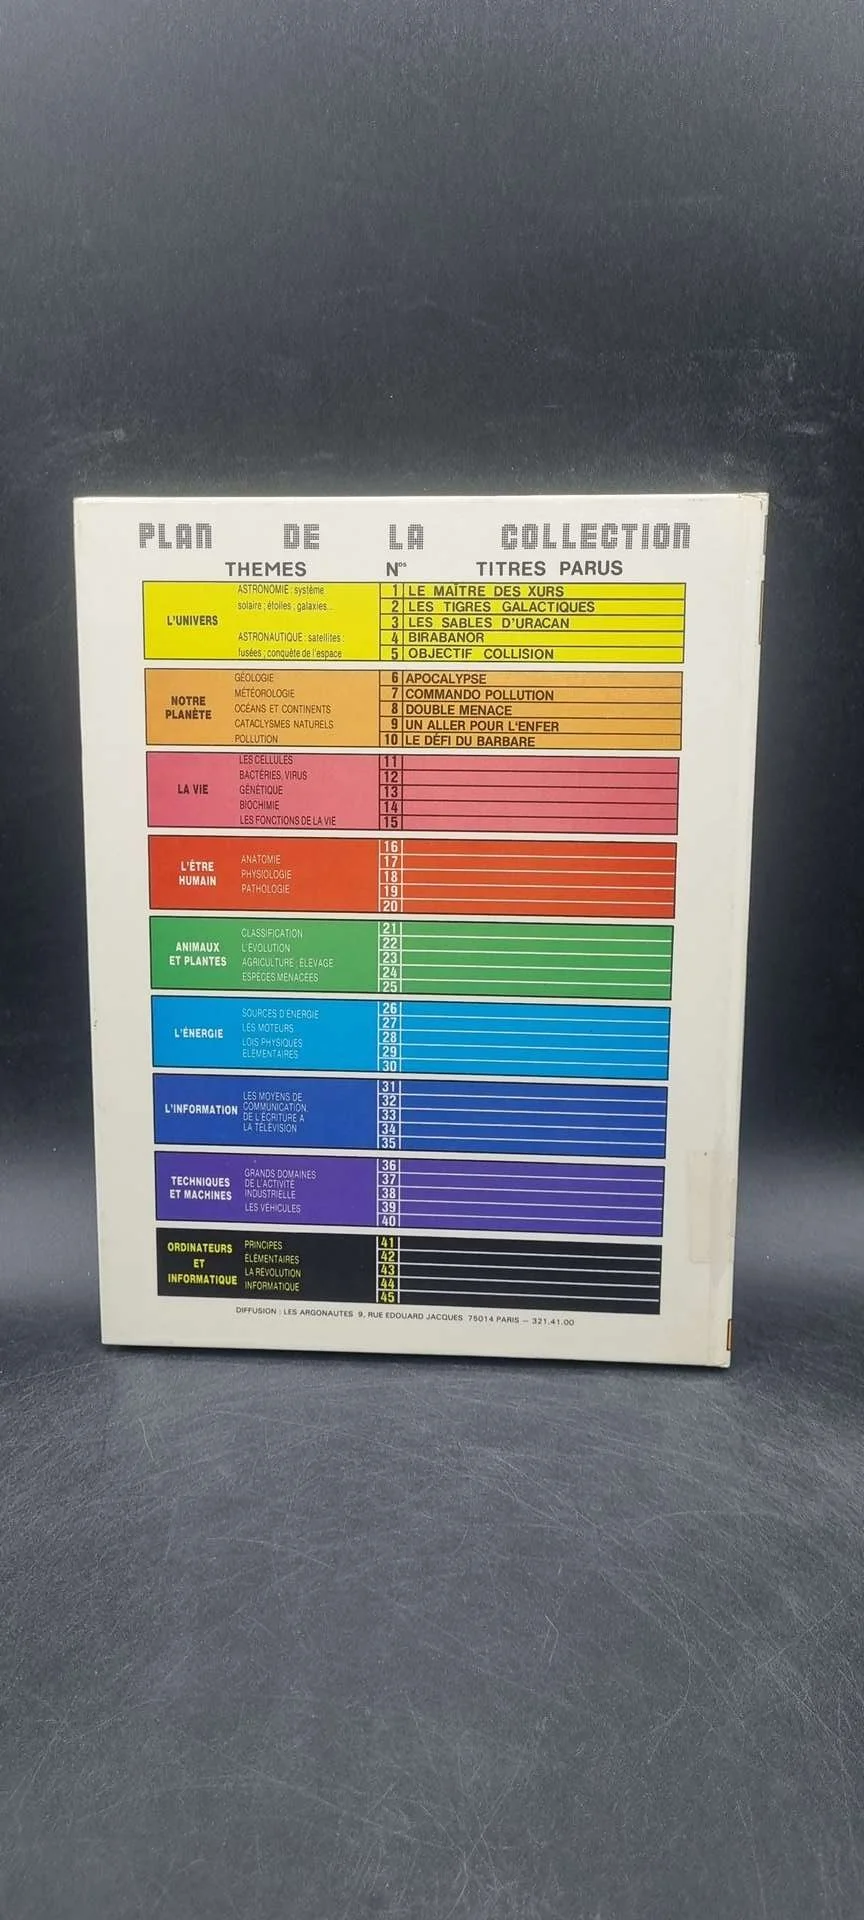 PLAN DE LA COLLECTION
THEMES Nos TITRES PARUS
L'UNIVERS
ASTRONOMIE : système
solaire ; étoiles ; galaxies...
ASTRONAUTIQUE : satellites :
fusées ; conquête de l'espace
1 LE MAÎTRE DES XURS
2 LES TIGRES GALACTIQUES
3 LES SABLES D'URACAN
4 BIRABANOR
5 OBJECTIF COLLISION
NOTRE
PLANÈTE
GÉOLOGIE
MÉTÉOROLOGIE
OCÉANS ET CONTINENTS
CATACLYSMES NATURELS
POLLUTION
6 APOCALYPSE
7 COMMANDO POLLUTION
8 DOUBLE MENACE
9 UN ALLER POUR L'ENFER
10 LE DÉFI DU BARBARE
LA VIE
LES CELLULES
BACTÉRIES, VIRUS
GÉNÉTIQUE
BIOCHIMIE
LES FONCTIONS DE LA VIE
11
12
13
14
15
L'ÊTRE
HUMAIN
ANATOMIE
PHYSIOLOGIE
PATHOLOGIE
16
17
18
19
20
ANIMAUX
ET PLANTES
CLASSIFICATION
L'ÉVOLUTION
AGRICULTURE ; ÉLEVAGE
ESPÈCES MENACÉES
21
22
23
24
25
L'ÉNERGIE
SOURCES D'ÉNERGIE
LES MOTEURS
LOIS PHYSIQUES
ÉLÉMENTAIRES
26
27
28
29
30
L'INFORMATION
LES MOYENS DE
COMMUNICATION.
DE L'ÉCRITURE A
LA TÉLÉVISION
31
32
33
34
35
TECHNIQUES
ET MACHINES
GRANDS DOMAINES
DE L'ACTIVITÉ
INDUSTRIELLE
LES VÉHICULES
36
37
38
39
40
ORDINATEURS
ET
INFORMATIQUE
PRINCIPES
ÉLÉMENTAIRES
LA RÉVOLUTION
INFORMATIQUE
41
42
43
44
45
DIFFUSION : LES ARGONAUTES 9, RUE EDOUARD JACQUES 75014 PARIS — 321.41.00